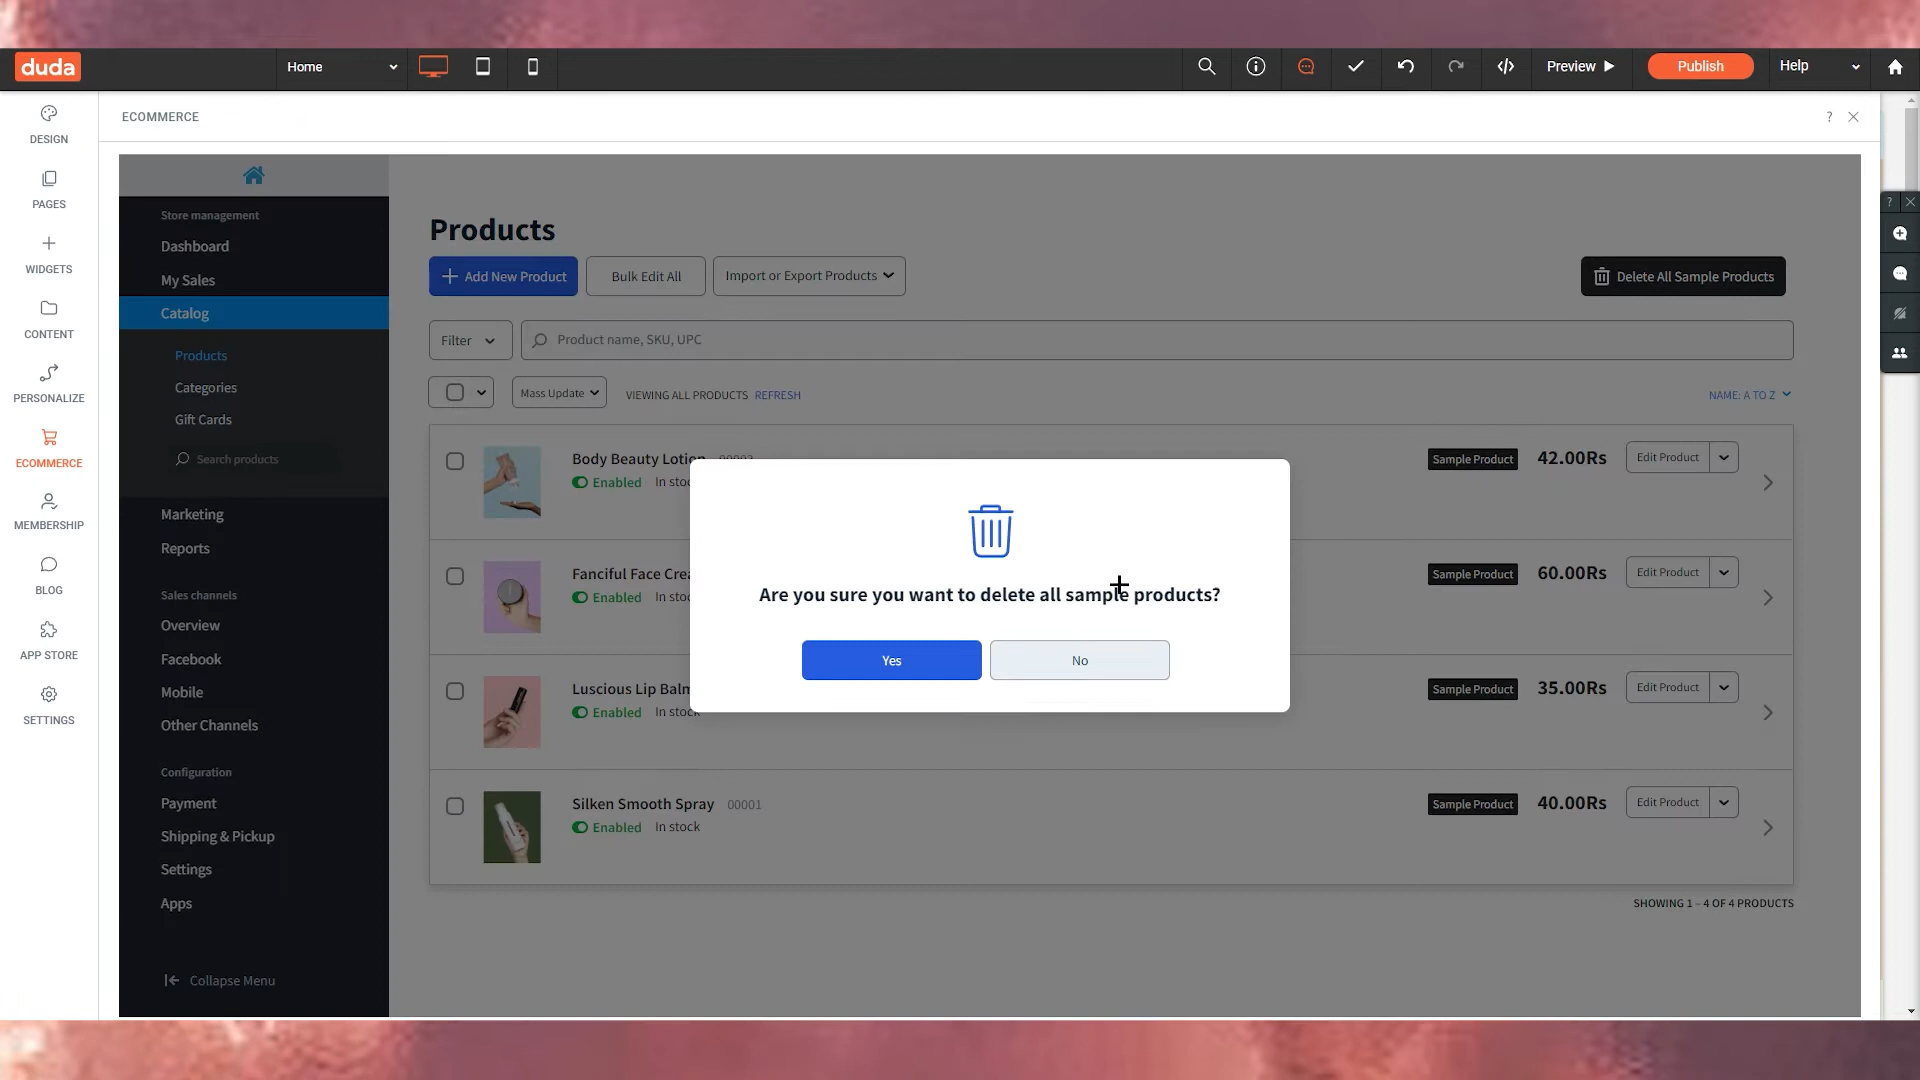 duda
Home
Preview
Publish
Help
DESIGN
PAGES
WIDGETS
CONTENT
PERSONALIZE
ECOMMERCE
MEMBERSHIP
BLOG
APP STORE
SETTINGS
ECOMMERCE
?
?
Store management
Dashboard
My Sales
Catalog
Products
Categories
Gift Cards
Search products
Marketing
Reports
Sales channels
Overview
Facebook
Mobile
Other Channels
Configuration
Payment
Shipping & Pickup
Settings
Apps
Collapse Menu
Products
+ Add New Product
Bulk Edit All
Import or Export Products
Delete All Sample Products
Filter
Product name, SKU, UPC
Mass Update
VIEWING ALL PRODUCTS REFRESH
NAME: A TO Z
Body Beauty Lotion
Enabled In stoc
Sample Product 42.00Rs Edit Product
Fanciful Face Crea
Enabled In stoc
Sample Product 60.00Rs Edit Product
Luscious Lip Balm
Enabled In stock
Sample Product 35.00Rs Edit Product
Silken Smooth Spray 00001
Enabled In stock
Sample Product 40.00Rs Edit Product
SHOWING 1 – 4 OF 4 PRODUCTS
Are you sure you want to delete all sample products?
Yes
No